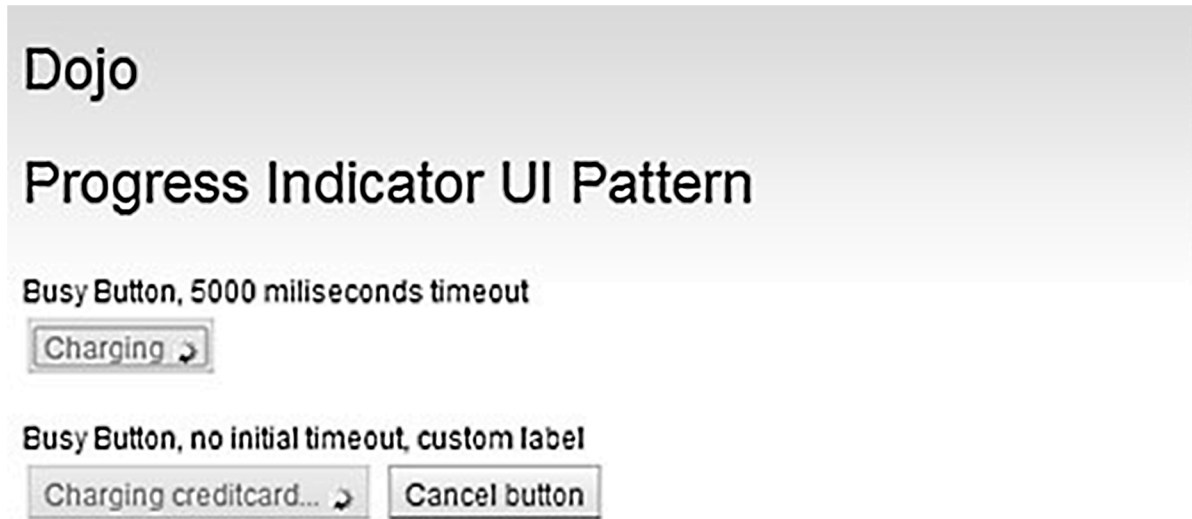 Dojo
Progress Indicator UI Pattern
Busy Button, 5000 miliseconds timeout
Charging
Busy Button, no initial timeout, custom label
Charging creditcard... Cancel button